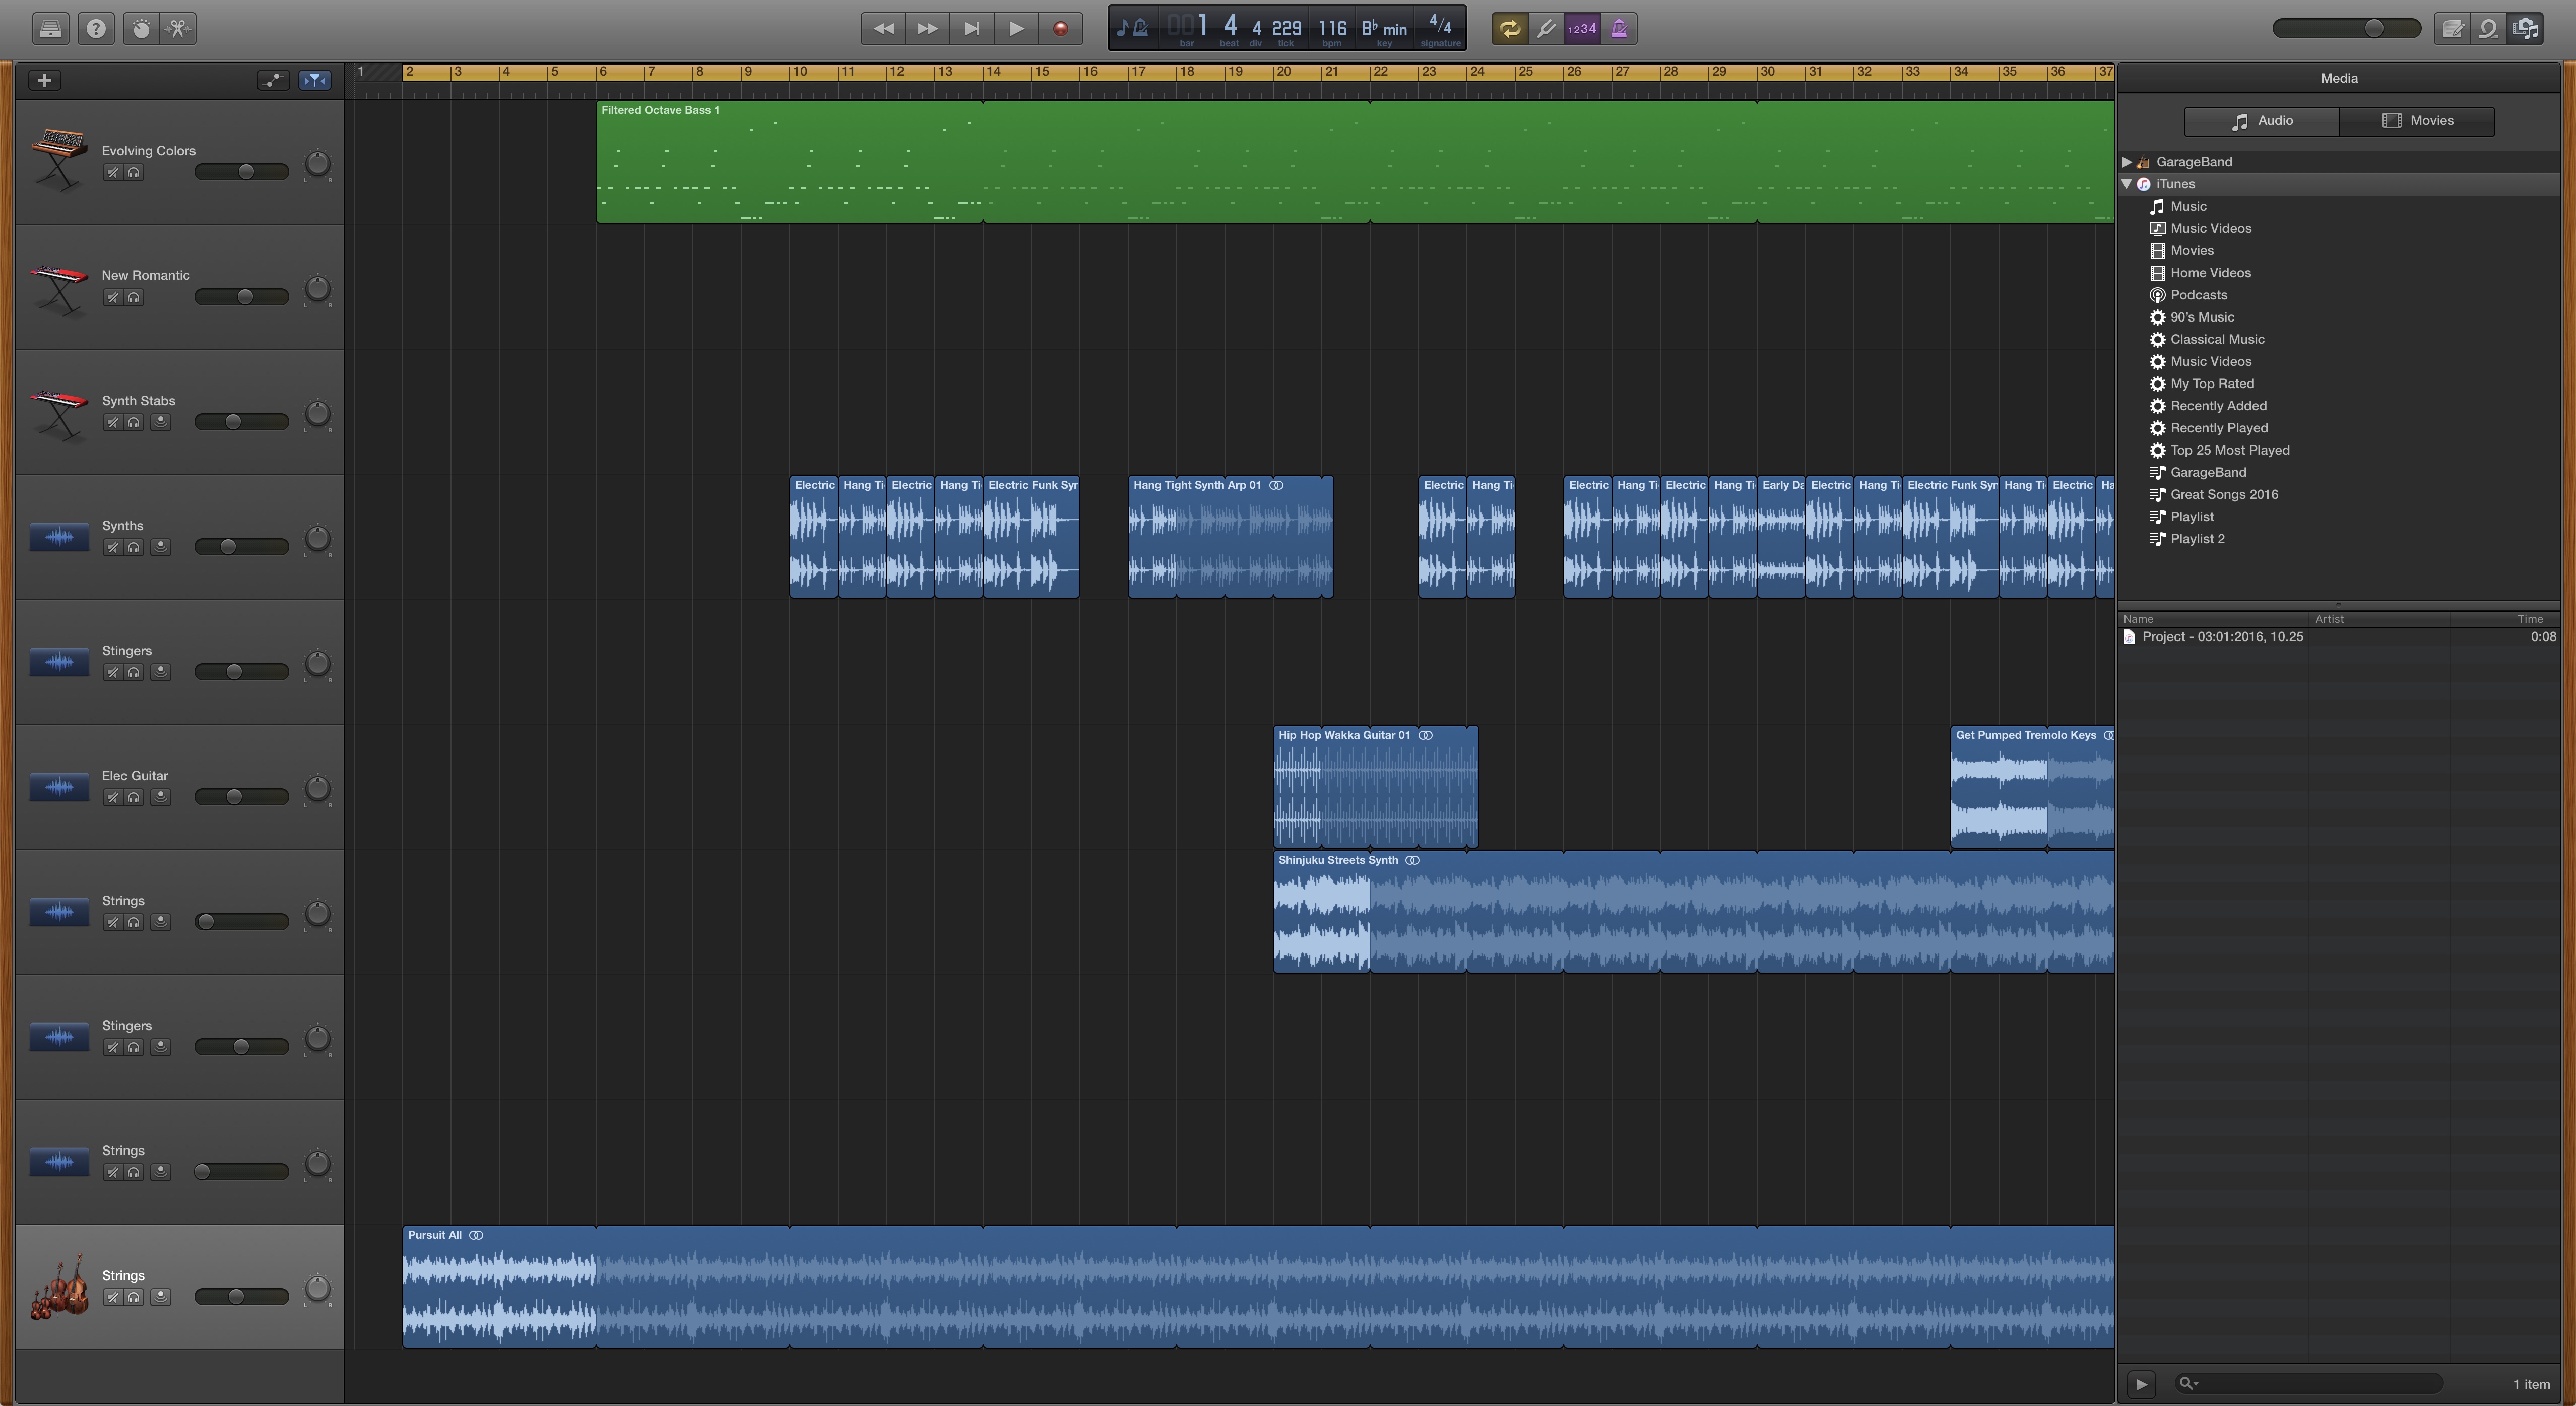 001 4 4 229 116 B♭ min 4/4
bar beat div tick bpm key signature
1234
1 2 3 4 5 6 7 8 9 10 11 12 13 14 15 16 17 18 19 20 21 22 23 24 25 26 27 28 29 30 31 32 33 34 35 36 37
Evolving Colors
L R
Filtered Octave Bass 1
New Romantic
L R
Synth Stabs
L R
Synths
L R
Electric Hang Ti Electric Hang Ti Electric Funk Syr Hang Tight Synth Arp 01 Electric Hang Ti Electric Hang Ti Electric Hang Ti Early Da Electric Hang Ti Electric Funk Syr Hang Ti Electric Ha
Stingers
L R
Elec Guitar
L R
Hip Hop Wakka Guitar 01 Get Pumped Tremolo Keys
Strings
L R
Shinjuku Streets Synth
Stingers
L R
Strings
L R
Strings
L R
Pursuit All
Media
Audio Movies
GarageBand
iTunes
Music
Music Videos
Movies
Home Videos
Podcasts
90's Music
Classical Music
Music Videos
My Top Rated
Recently Added
Recently Played
Top 25 Most Played
GarageBand
Great Songs 2016
Playlist
Playlist 2
Name Artist Time
Project - 03:01:2016, 10.25 0:08
1 item